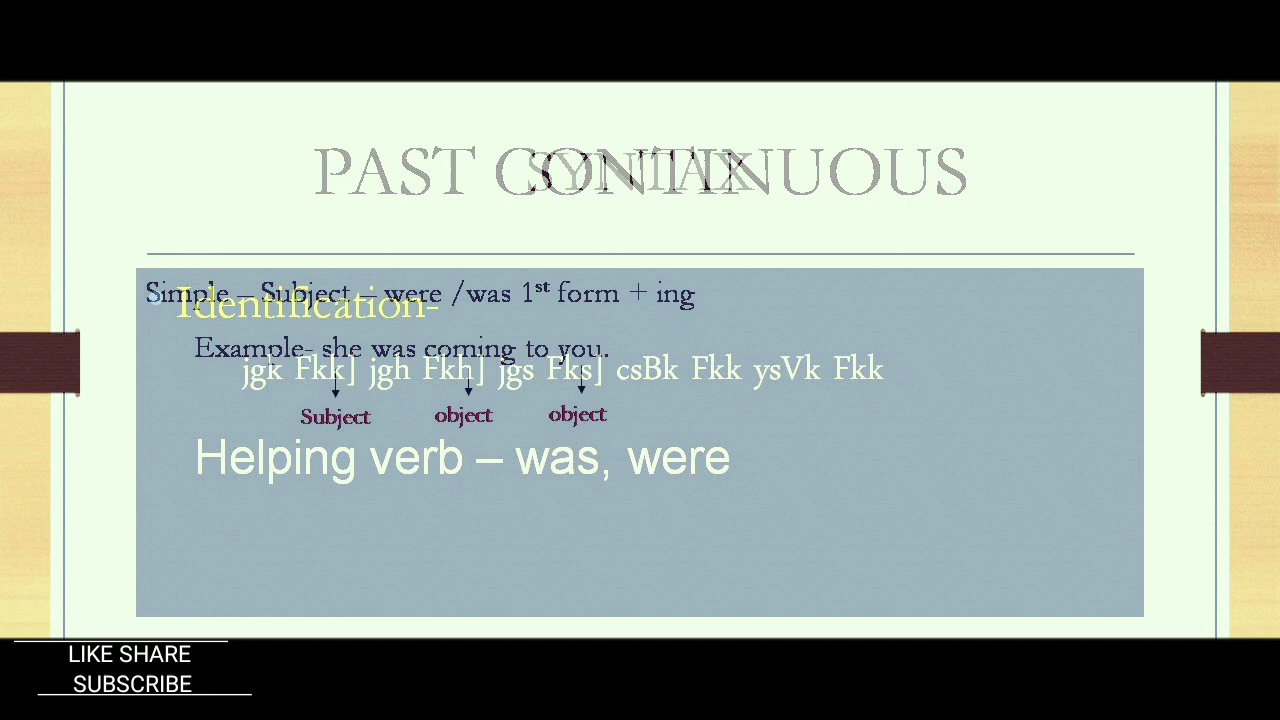 PAST CONTINUOUS
SYNTAX
Simple – Subject – were /was 1st form + ing
Identification-
Example- she was coming to you.
jgk Fkk] jgh Fkh] jgs Fks] csBk Fkk ysVk Fkk
Subject object object
Helping verb – was, were
LIKE SHARE
SUBSCRIBE